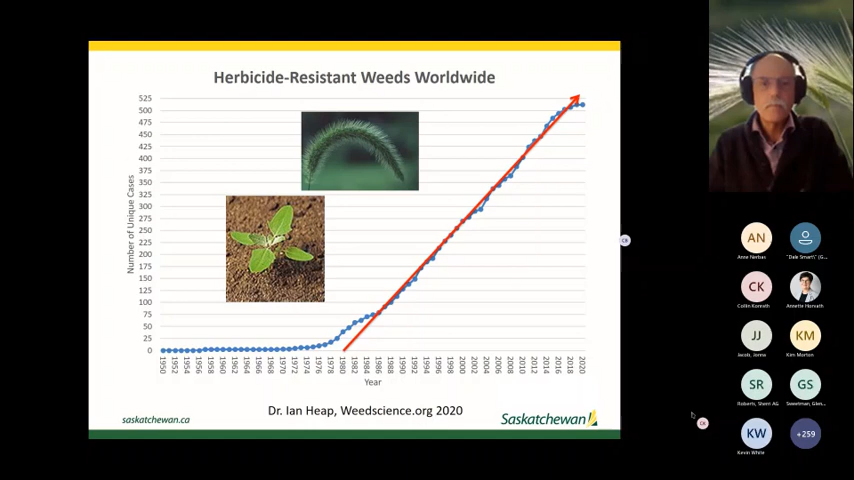 Herbicide-Resistant Weeds Worldwide
Number of Unique Cases
525
500
475
450
425
400
375
350
325
300
275
250
225
200
175
150
125
100
75
50
25
0
1950 1952 1954 1956 1958 1960 1962 1964 1966 1968 1970 1972 1974 1976 1978 1980 1982 1984 1986 1988 1990 1992 1994 1996 1998 2000 2002 2004 2006 2008 2010 2012 2014 2016 2018 2020
Year
Dr. Ian Heap, Weedscience.org 2020
saskatchewan.ca
Saskatchewan
CK
CK
AN
Anne Nerbas
"Dale Smart\" (G...
CK
Collin Konrath
Annette Horvath
JJ
Jacob, Jonna
KM
Kim Marten
SR
Roberts, Sherri AG
GS
Sweetman, Glen...
KW
Kevin White
+259